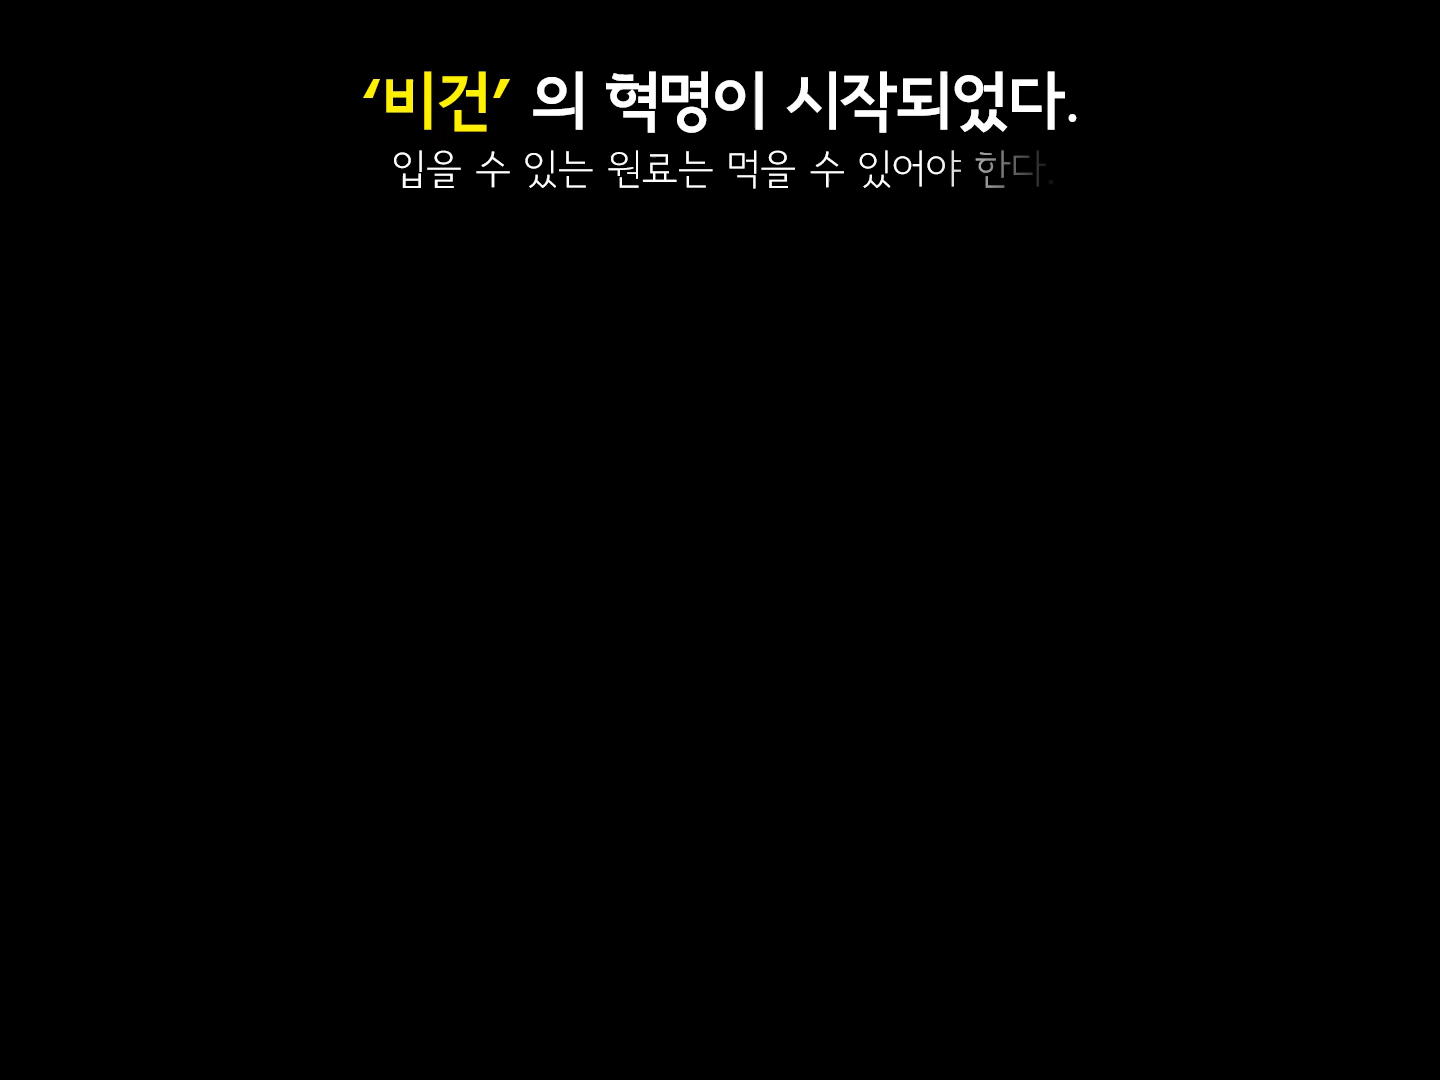 ‘비건’ 의 혁명이 시작되었다.
입을 수 있는 원료는 먹을 수 있어야 한다.